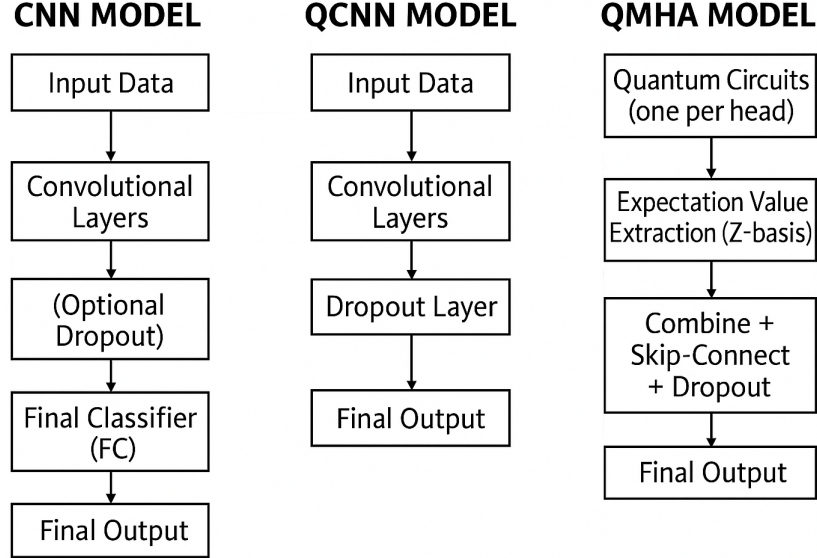 CNN MODEL
Input Data
Convolutional
Layers
(Optional
Dropout)
Final Classifier
(FC)
Final Output
QCNN MODEL
Input Data
Convolutional
Layers
Dropout Layer
Final Output
QMHA MODEL
Quantum Circuits
(one per head)
Expectation Value
Extraction (Z-basis)
Combine +
Skip-Connect
+ Dropout
Final Output